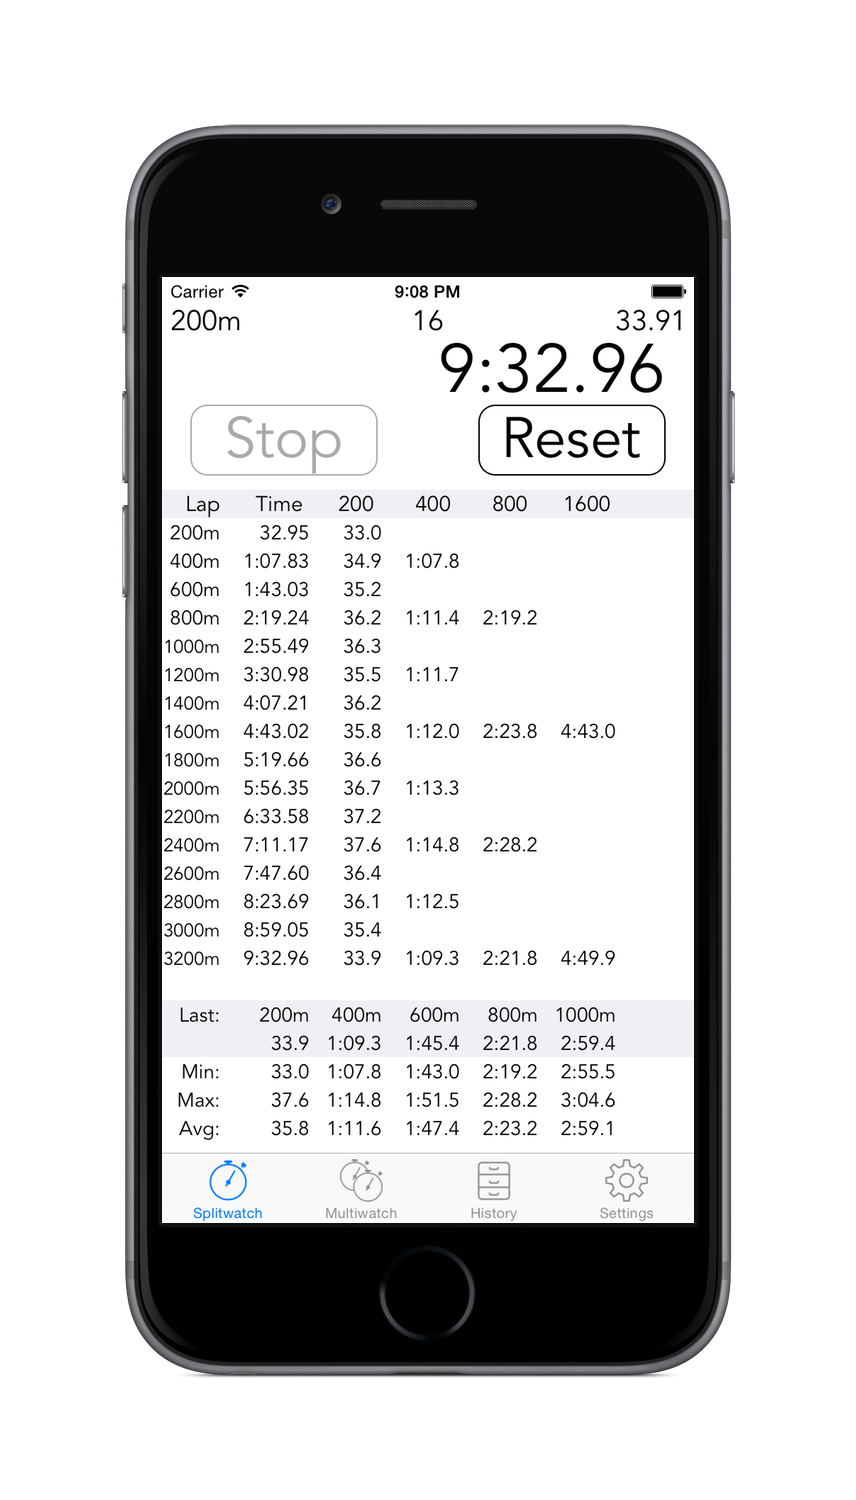 Carrier 9:08 PM
200m 16 33.91
9:32.96
Stop Reset
Lap Time 200 400 800 1600
200m 32.95 33.0
400m 1:07.83 34.9 1:07.8
600m 1:43.03 35.2
800m 2:19.24 36.2 1:11.4 2:19.2
1000m 2:55.49 36.3
1200m 3:30.98 35.5 1:11.7
1400m 4:07.21 36.2
1600m 4:43.02 35.8 1:12.0 2:23.8 4:43.0
1800m 5:19.66 36.6
2000m 5:56.35 36.7 1:13.3
2200m 6:33.58 37.2
2400m 7:11.17 37.6 1:14.8 2:28.2
2600m 7:47.60 36.4
2800m 8:23.69 36.1 1:12.5
3000m 8:59.05 35.4
3200m 9:32.96 33.9 1:09.3 2:21.8 4:49.9
Last: 200m 400m 600m 800m 1000m
33.9 1:09.3 1:45.4 2:21.8 2:59.4
Min: 33.0 1:07.8 1:43.0 2:19.2 2:55.5
Max: 37.6 1:14.8 1:51.5 2:28.2 3:04.6
Avg: 35.8 1:11.6 1:47.4 2:23.2 2:59.1
Splitwatch Multiwatch History Settings